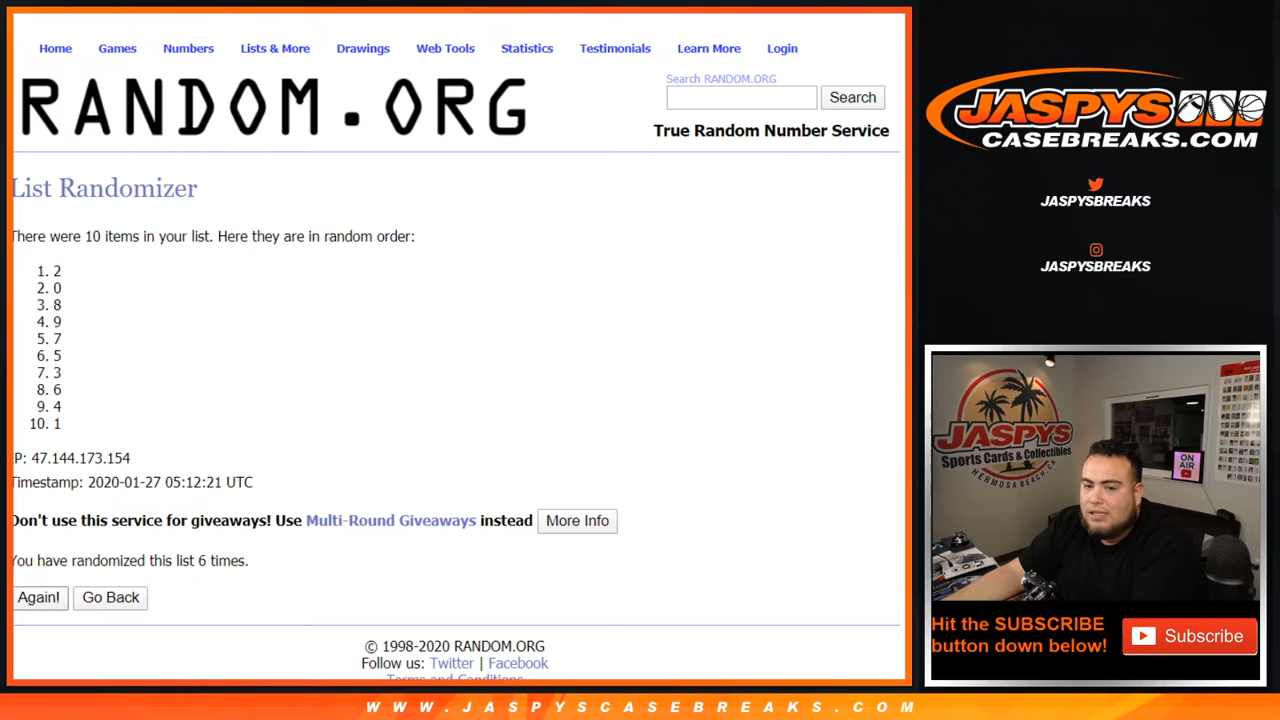 Home Games Numbers Lists & More Drawings Web Tools Statistics Testimonials Learn More Login
RANDOM.ORG
Search RANDOM.ORG
Search
True Random Number Service
List Randomizer
There were 10 items in your list. Here they are in random order:
1. 2
2. 0
3. 8
4. 9
5. 7
6. 5
7. 3
8. 6
9. 4
10. 1
IP: 47.144.173.154
Timestamp: 2020-01-27 05:12:21 UTC
Don't use this service for giveaways! Use Multi-Round Giveaways instead More Info
You have randomized this list 6 times.
Again! Go Back
© 1998-2020 RANDOM.ORG
Follow us: Twitter | Facebook
Terms and Conditions
JASPYS
CASEBREAKS.COM
JASPYSBREAKS
JASPYSBREAKS
JASPYS
Sports Cards & Collectibles
HERMOSA BEACH, CA
ON
AIR
Hit the SUBSCRIBE
button down below!
Subscribe
WWW.JASPYSCASEBREAKS.COM